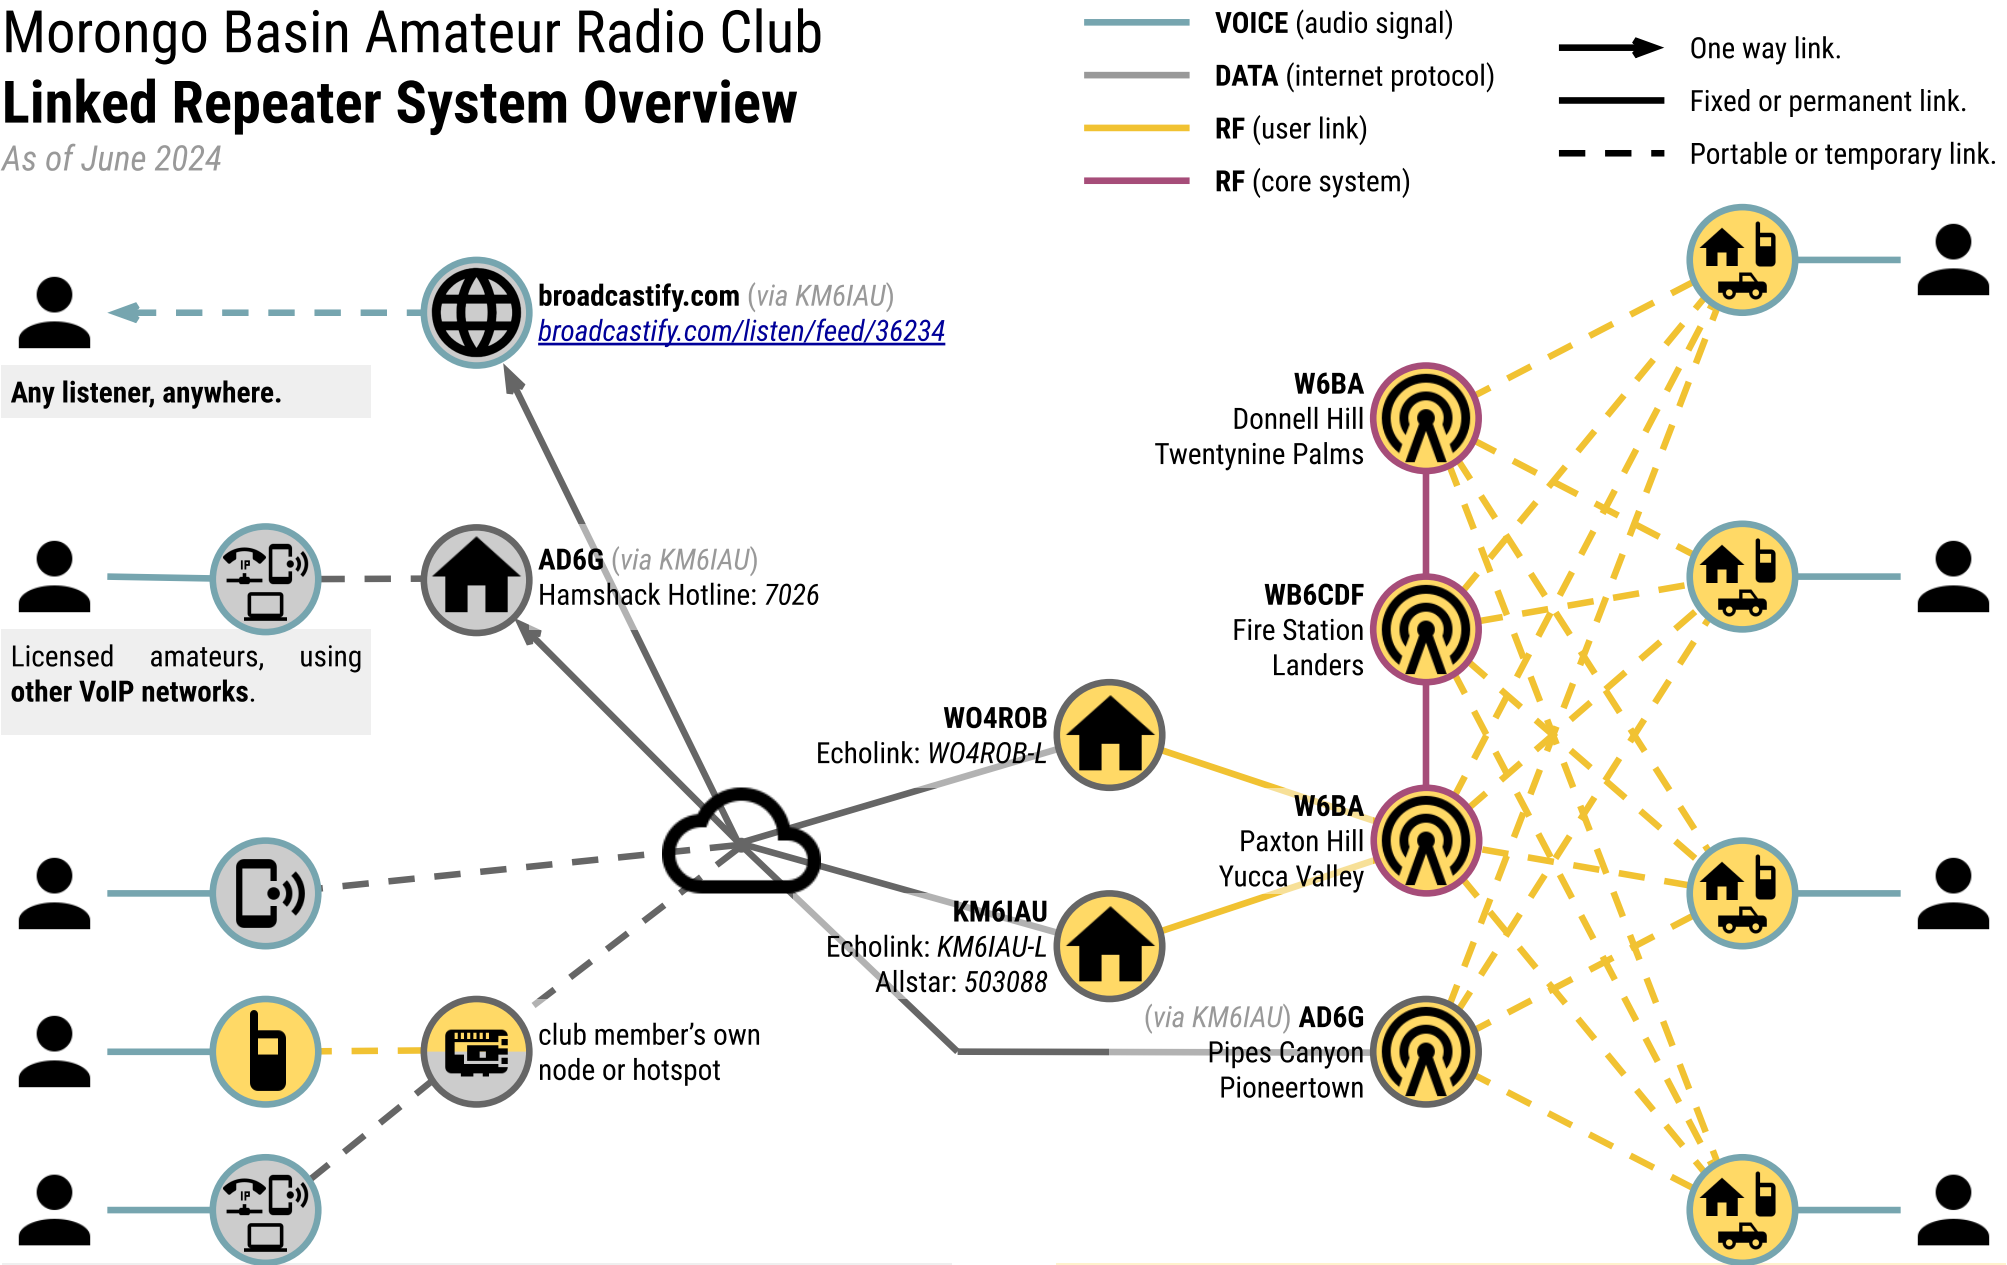 Morongo Basin Amateur Radio Club
Linked Repeater System Overview
As of June 2024
VOICE (audio signal)
DATA (internet protocol)
RF (user link)
RF (core system)
One way link.
Fixed or permanent link.
Portable or temporary link.
broadcastify.com (via KM6IAU)
broadcastify.com/listen/feed/36234
Any listener, anywhere.
AD6G (via KM6IAU)
Hamshack Hotline: 7026
IP
Licensed amateurs, using
other VoIP networks.
WO4ROB
Echolink: WO4ROB-L
KM6IAU
Echolink: KM6IAU-L
Allstar: 503088
club member’s own
node or hotspot
IP
W6BA
Donnell Hill
Twentynine Palms
WB6CDF
Fire Station
Landers
W6BA
Paxton Hill
Yucca Valley
(via KM6IAU) AD6G
Pipes Canyon
Pioneertown